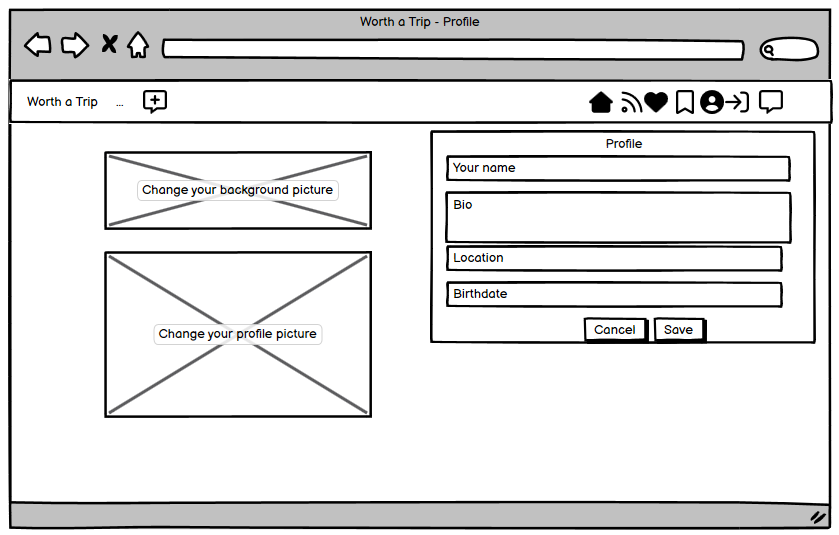 Worth a Trip - Profile
Worth a Trip ...
Change your background picture
Change your profile picture
Profile
Your name
Bio
Location
Birthdate
Cancel Save